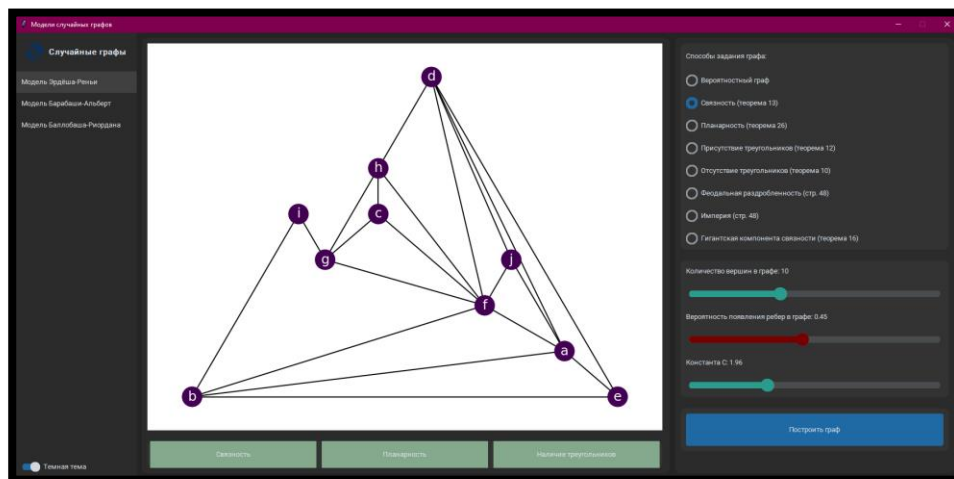 Модели случайных графов
Случайные графы
Модель Эрдёша-Реньи
Модель Барабаши-Альберт
Модель Баллобаша-Риордана
Темная тема
d
h
i
c
g
j
f
a
b
e
Связность
Планарность
Наличие треугольников
Способы задания графа:
Вероятностный граф
Связность (теорема 13)
Планарность (теорема 26)
Присутствие треугольников (теорема 12)
Отсутствие треугольников (теорема 10)
Феодальная раздробленность (стр. 48)
Империя (стр. 48)
Гигантская компонента связности (теорема 16)
Количество вершин в графе: 10
Вероятность появления ребер в графе: 0.45
Константа C: 1.96
Построить граф